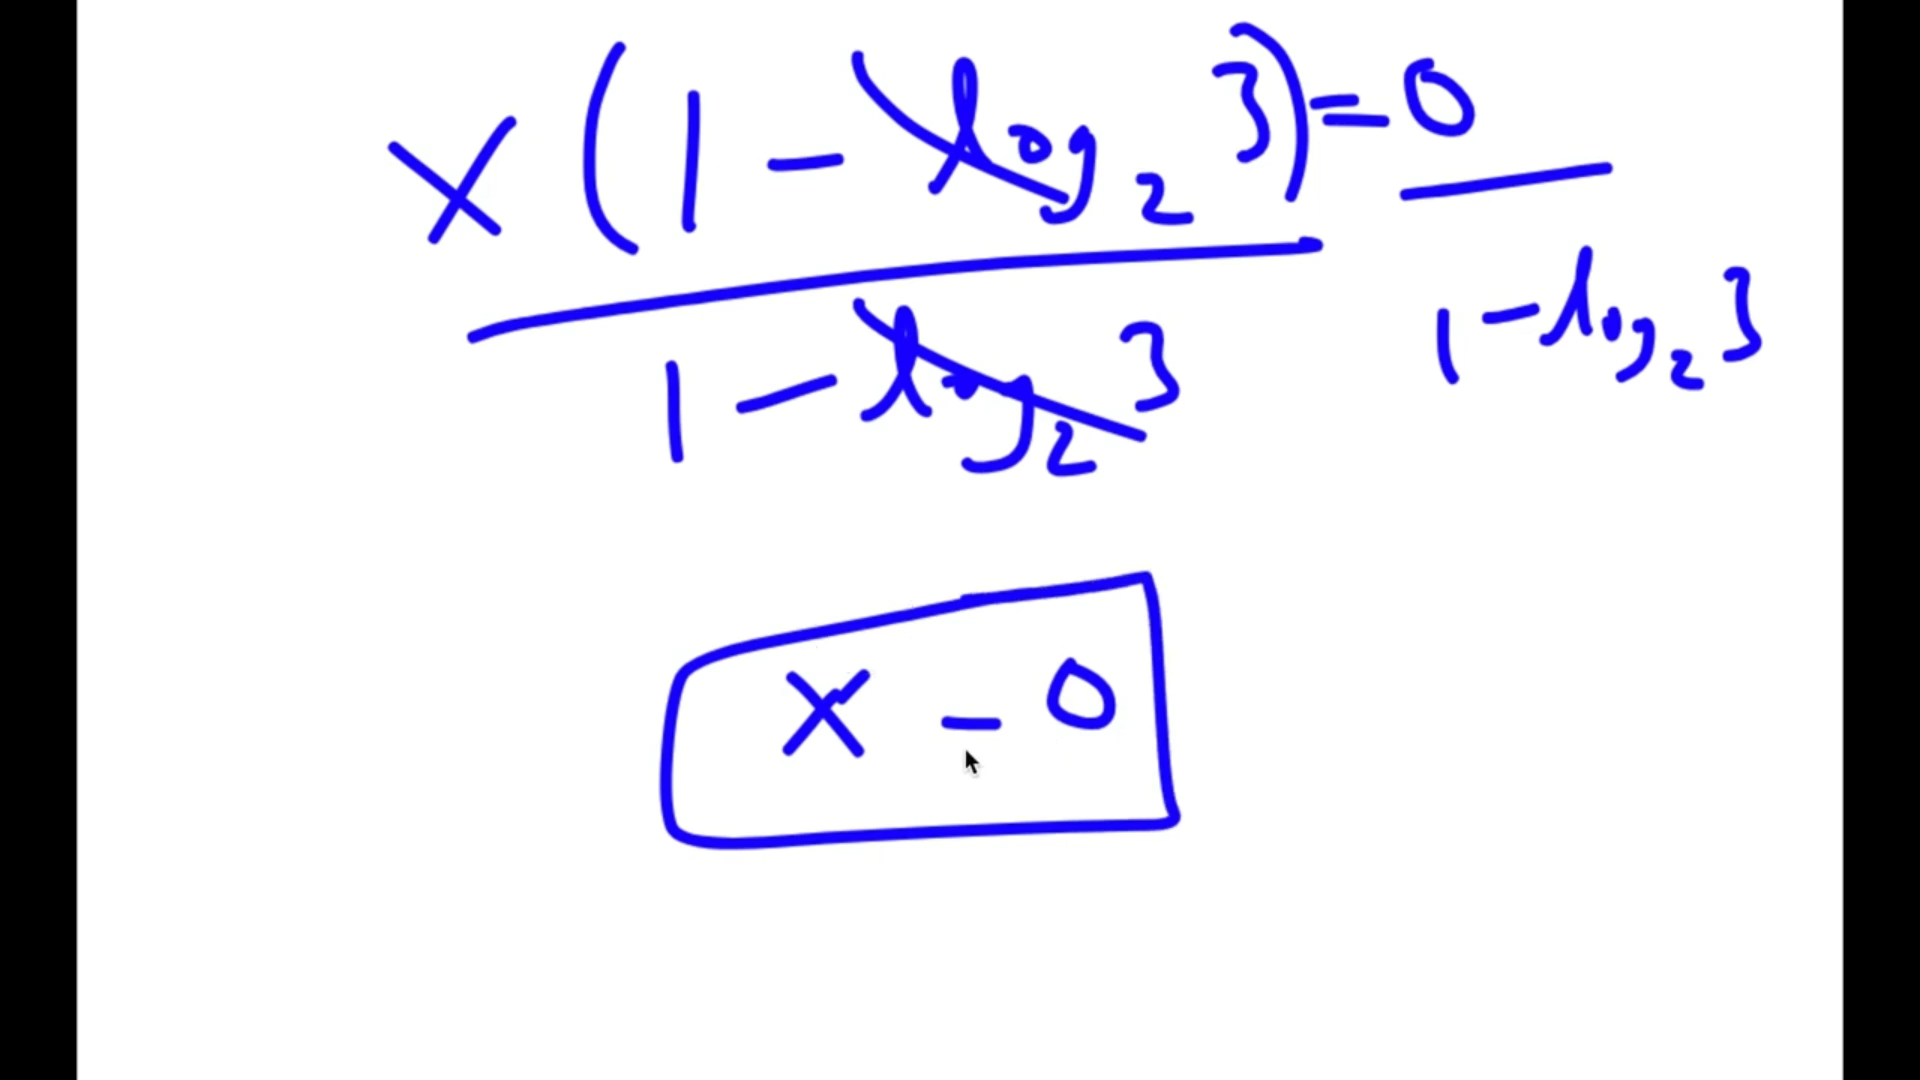 x(1 - log₂ 3) = 0
1 - log₂ 3
1 - log₂ 3
x - 0